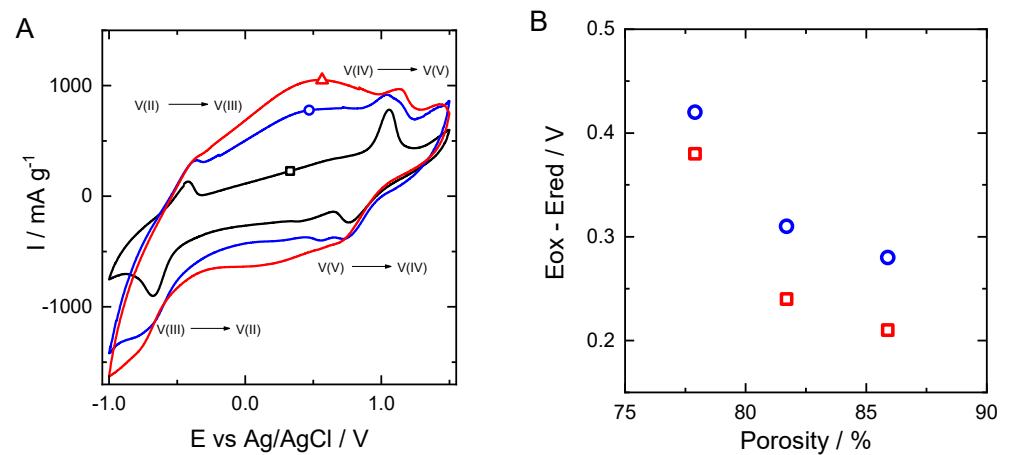 A
I / mA g⁻¹
1000
0
-1000
-1.0
0.0
1.0
E vs Ag/AgCl / V
V(IV) → V(V)
V(II) → V(III)
V(V) → V(IV)
V(III) → V(II)
B
Eox - Ered / V
0.5
0.4
0.3
0.2
75
80
85
90
Porosity / %